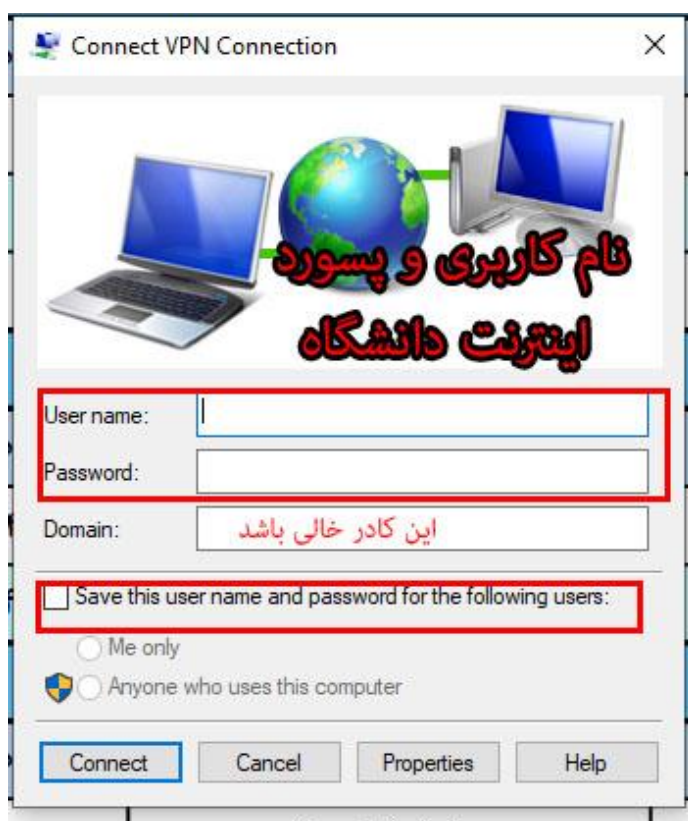 Connect VPN Connection
نام کاربری و پسورد
اینترنت دانشگاه
User name:
Password:
Domain: این کادر خالی باشد
Save this user name and password for the following users:
Me only
Anyone who uses this computer
Connect Cancel Properties Help